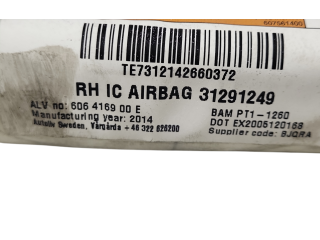 607561400
TE7312142660372
RH IC AIRBAG 31291249
ALV no: 606 4169 00 E
Manufacturing year: 2014
Autoliv Sweden, Vårgårda +46 322 626200
BAM PT1-1260
DOT EX2005120168
Supplier code: BJQRA